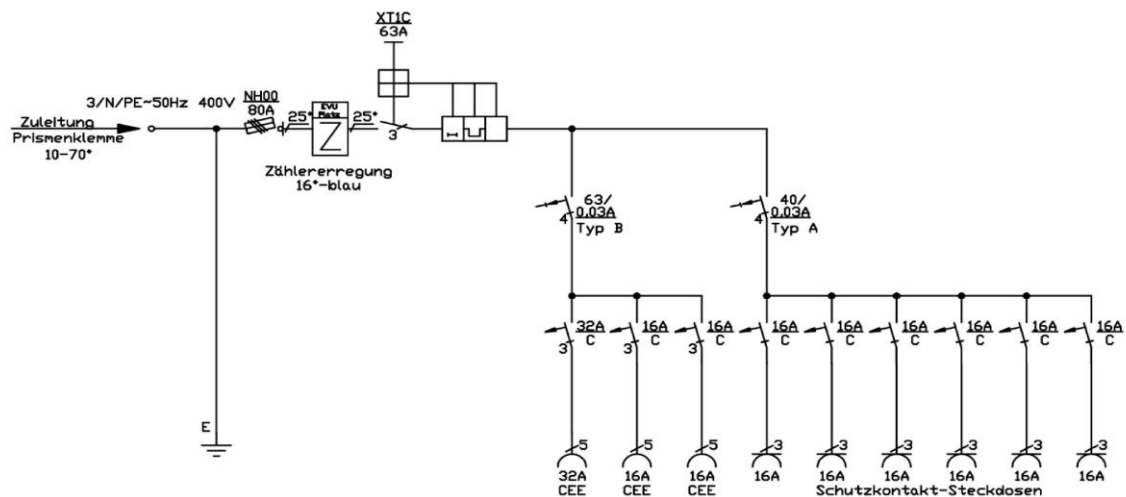 XT1C
63A
3/N/PE~50Hz 400V
NH00
80A
25°
EVU
Platz
25°
Zuleitung
Prismenklemme
10-70°
Z
3
I
Zählererregung
16°-blau
63/
0.03A
4
Typ B
40/
0.03A
4
Typ A
32A
C
3
16A
C
3
16A
C
3
16A
C
16A
C
16A
C
16A
C
16A
C
16A
C
E
5
5
5
3
3
3
3
3
3
32A
CEE
16A
CEE
16A
CEE
16A
16A
16A
16A
16A
16A
Schutzkontakt-Steckdosen